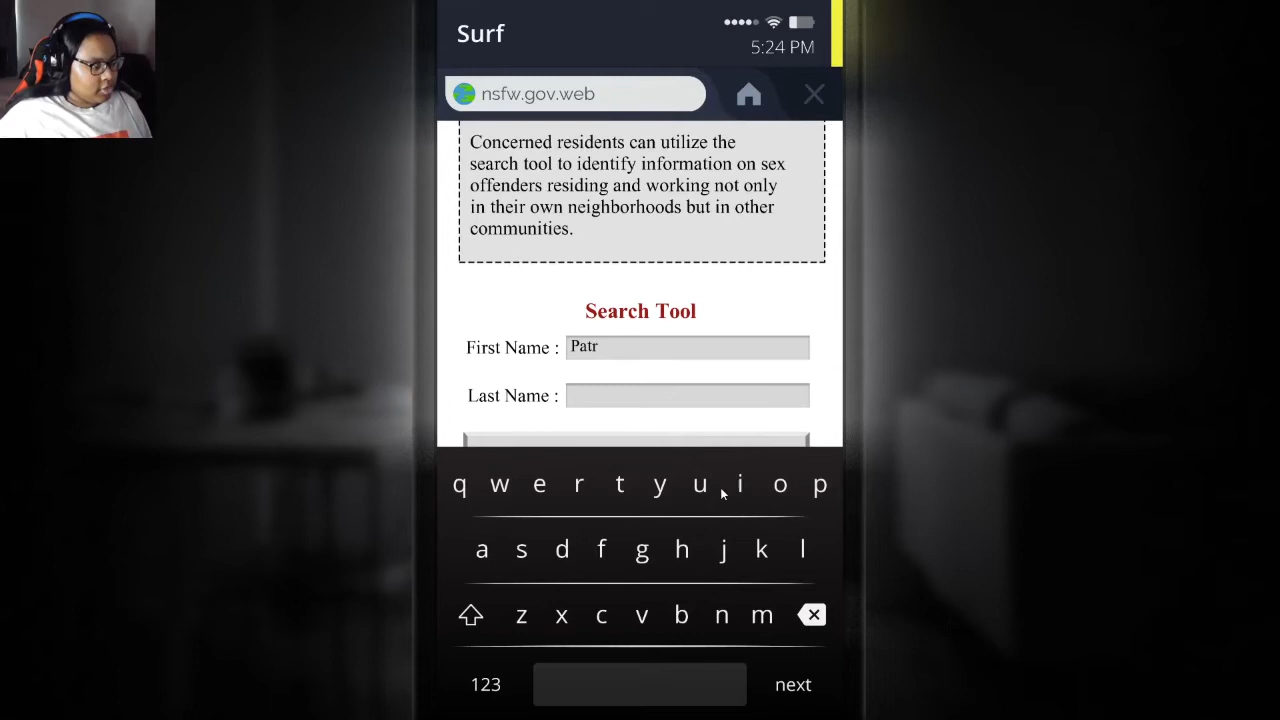 Surf
5:24 PM
nsfw.gov.web
Concerned residents can utilize the
search tool to identify information on sex
offenders residing and working not only
in their own neighborhoods but in other
communities.
Search Tool
First Name : Patr
Last Name :
q w e r t y u i o p
a s d f g h j k l
z x c v b n m
123 next